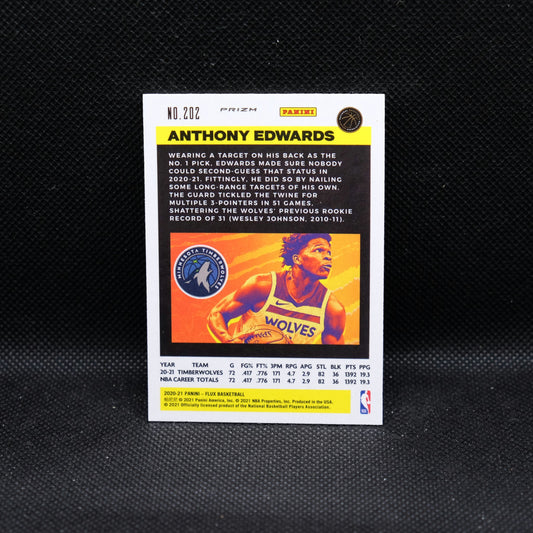 NO. 202 PRIZM PANINI
ANTHONY EDWARDS
WEARING A TARGET ON HIS BACK AS THE
NO. 1 PICK, EDWARDS MADE SURE NOBODY
COULD SECOND-GUESS THAT STATUS IN
2020-21. FITTINGLY, HE DID SO BY NAILING
SOME LONG-RANGE TARGETS OF HIS OWN.
THE GUARD TICKLED THE TWINE FOR
MULTIPLE 3-POINTERS IN 51 GAMES,
SHATTERING THE WOLVES' PREVIOUS ROOKIE
RECORD OF 31 (WESLEY JOHNSON, 2010-11).
MINNESOTA TIMBERWOLVES
WOLVES
YEAR TEAM G FG% FT% 3PM RPG APG STL BLK PTS PPG
20-21 TIMBERWOLVES 72 .417 .776 171 4.7 2.9 82 36 1392 19.3
NBA CAREER TOTALS 72 .417 .776 171 4.7 2.9 82 36 1392 19.3
2020-21 PANINI - FLUX BASKETBALL
© 2021 Panini America, Inc. © 2021 NBA Properties, Inc. Produced in the USA.
© 2021 Officially licensed product of the National Basketball Players Association.